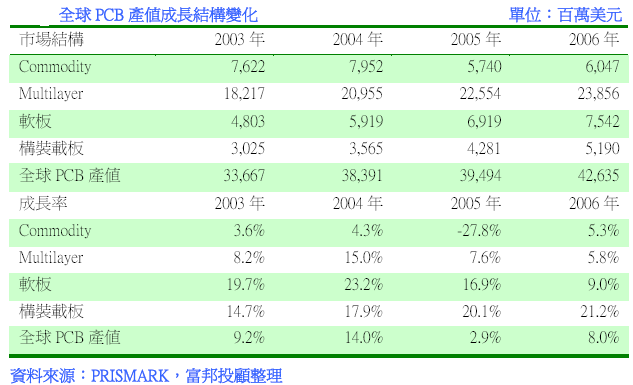 全球 PCB 產值成長結構變化 單位：百萬美元
市場結構 2003 年 2004 年 2005 年 2006 年
Commodity 7,622 7,952 5,740 6,047
Multilayer 18,217 20,955 22,554 23,856
軟板 4,803 5,919 6,919 7,542
構裝載板 3,025 3,565 4,281 5,190
全球 PCB 產值 33,667 38,391 39,494 42,635
成長率 2003 年 2004 年 2005 年 2006 年
Commodity 3.6% 4.3% -27.8% 5.3%
Multilayer 8.2% 15.0% 7.6% 5.8%
軟板 19.7% 23.2% 16.9% 9.0%
構裝載板 14.7% 17.9% 20.1% 21.2%
全球 PCB 產值 9.2% 14.0% 2.9% 8.0%
資料來源：PRISMARK，富邦投顧整理